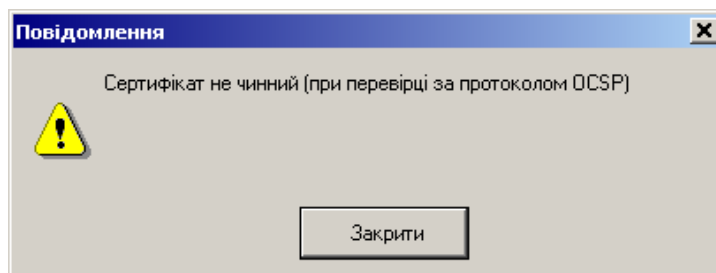 Повідомлення
Сертифікат не чинний (при перевірці за протоколом OCSP)
Закрити